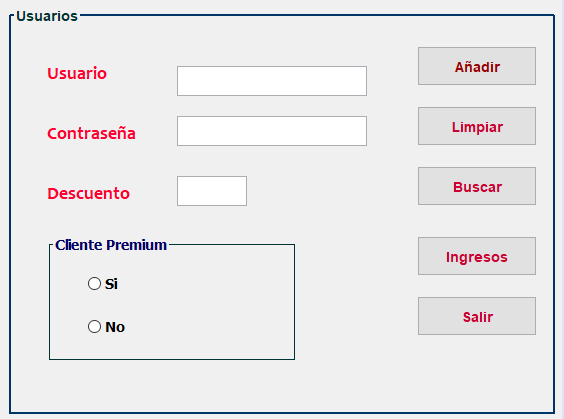 Usuarios
Usuario
Contraseña
Descuento
Cliente Premium
Si
No
Añadir
Limpiar
Buscar
Ingresos
Salir